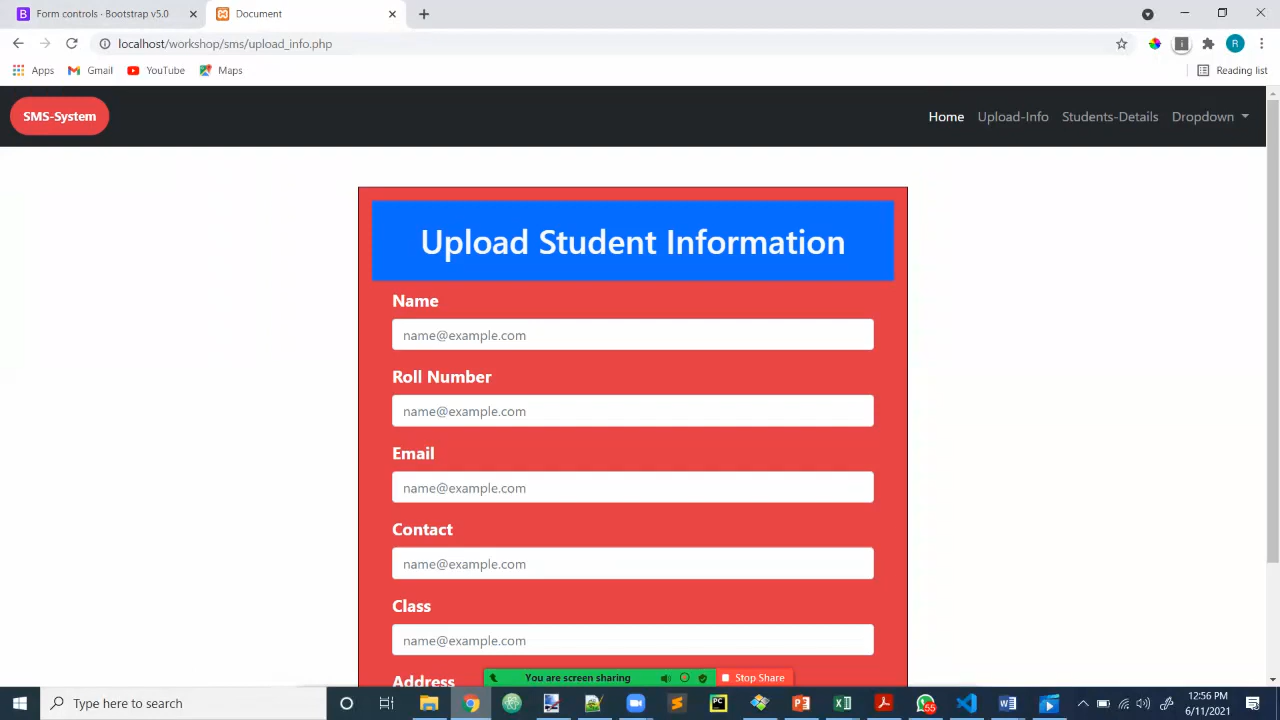 Form controls · Bootstrap v5.0
Document
localhost/workshop/sms/upload_info.php
R
Apps
Gmail
YouTube
Maps
Reading list
SMS-System
Home
Upload-Info
Students-Details
Dropdown
Upload Student Information
Name
name@example.com
Roll Number
name@example.com
Email
name@example.com
Contact
name@example.com
Class
name@example.com
Address
You are screen sharing
Stop Share
Type here to search
55
12:56 PM
6/11/2021